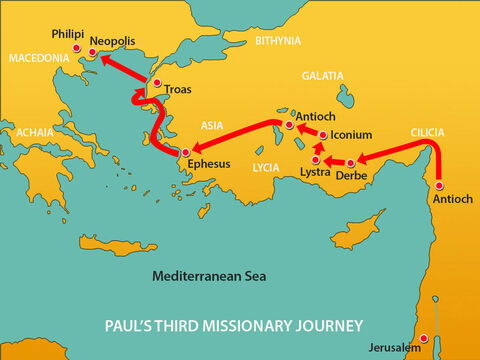 Philipi
Neopolis
BITHYNIA
MACEDONIA
Troas
GALATIA
Antioch
ASIA
Iconium
CILICIA
ACHAIA
Ephesus
LYCIA
Lystra
Derbe
Antioch
Mediterranean Sea
PAUL'S THIRD MISSIONARY JOURNEY
Jerusalem